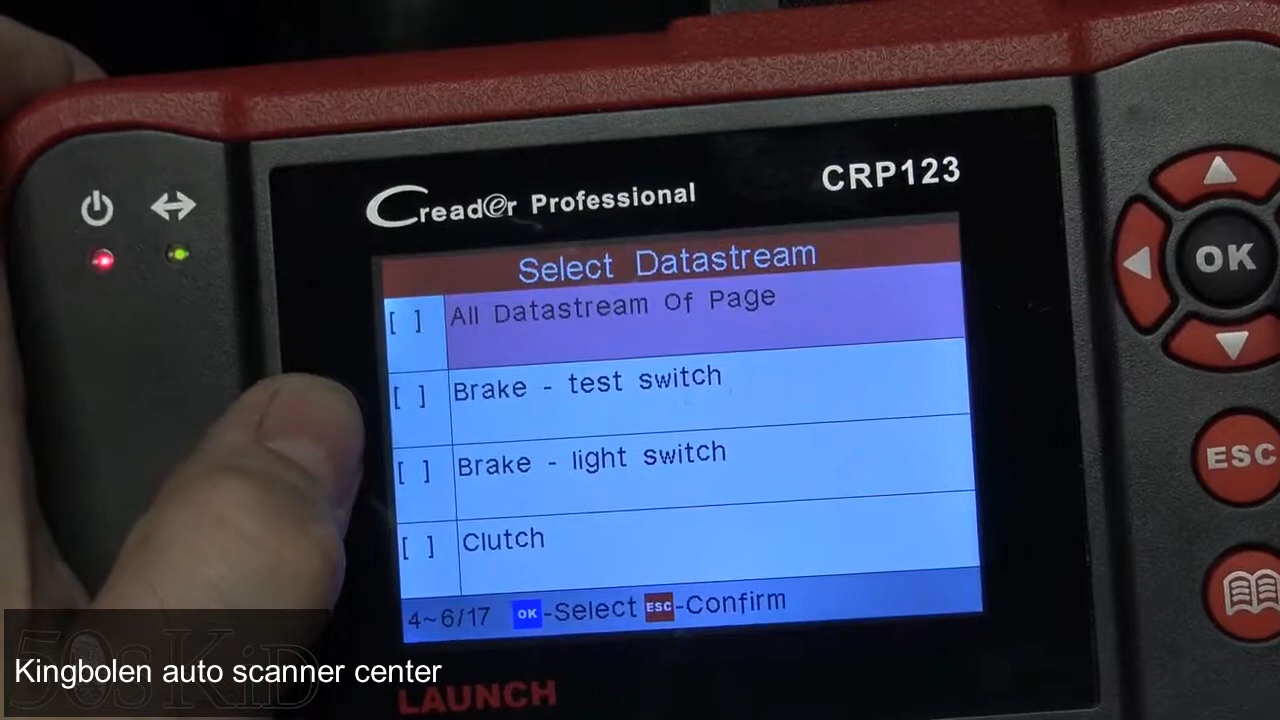 Creader Professional
CRP123
Select Datastream
[ ] All Datastream Of Page
[ ] Brake - test switch
[ ] Brake - light switch
[ ] Clutch
4~6/17 OK-Select ESC-Confirm
OK
ESC
50sKiD
Kingbolen auto scanner center
LAUNCH